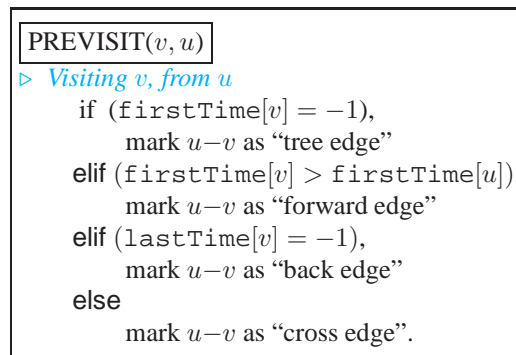 PREVISIT(v, u)
▷ Visiting v, from u
if (firstTime[v] = −1),
mark u−v as “tree edge”
elif (firstTime[v] > firstTime[u])
mark u−v as “forward edge”
elif (lastTime[v] = −1),
mark u−v as “back edge”
else
mark u−v as “cross edge”.